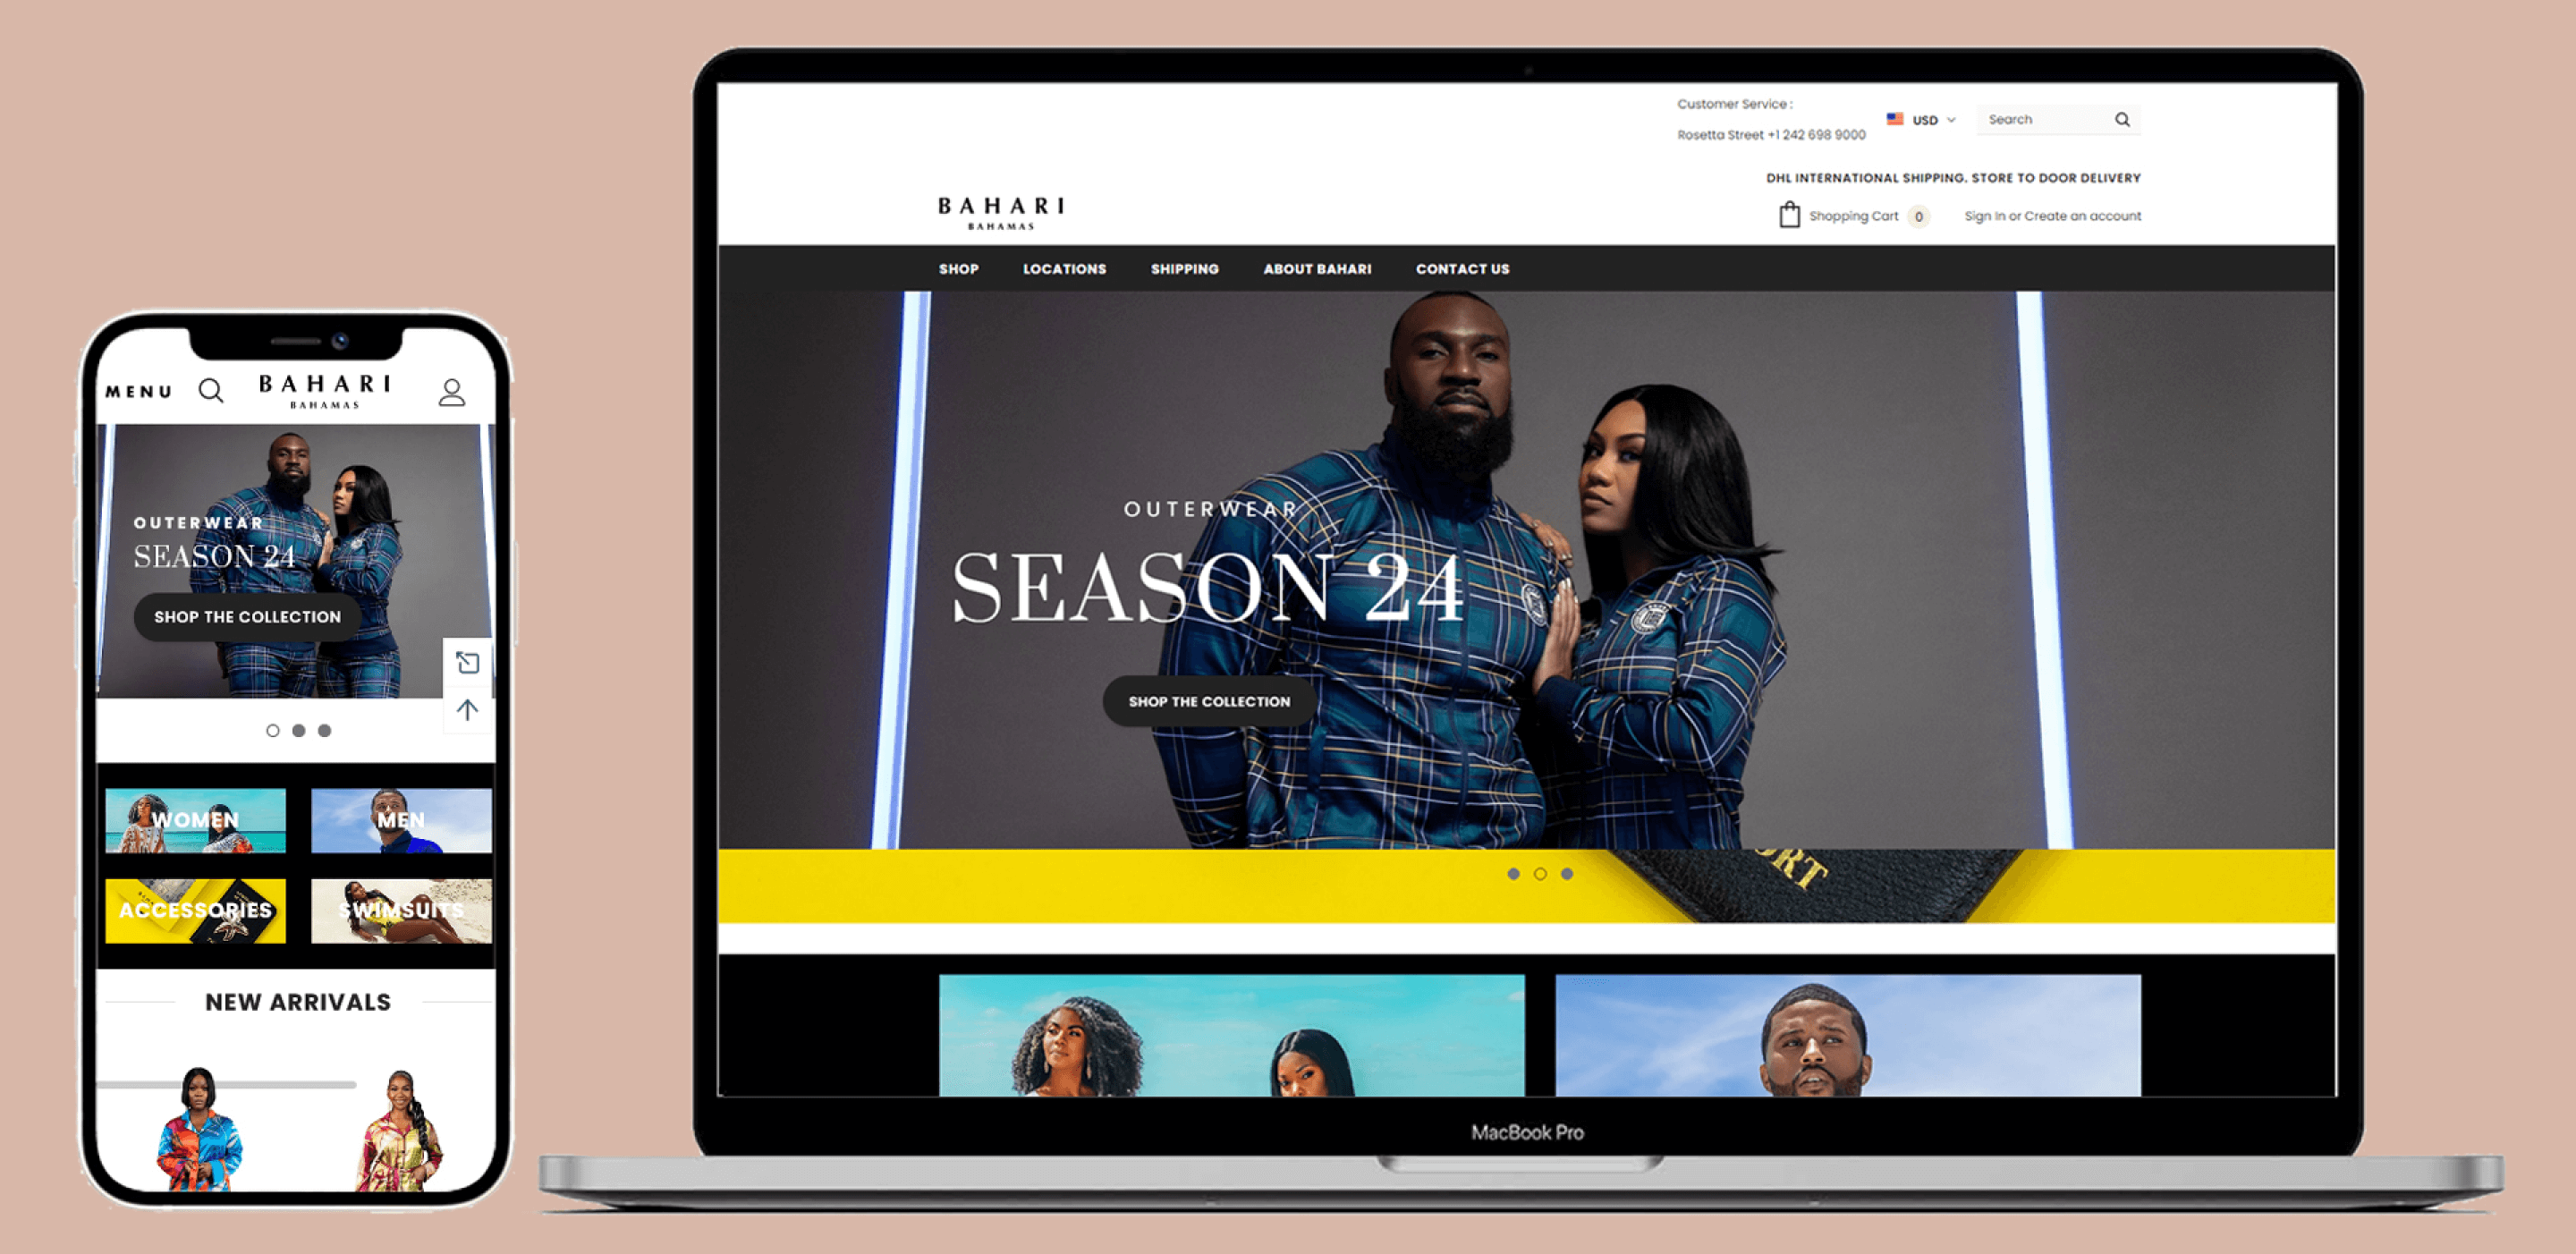 MENU
BAHARI
BAHAMAS
OUTERWEAR
SEASON 24
SHOP THE COLLECTION
WOMEN
MEN
ACCESSORIES
SWIMSUITS
NEW ARRIVALS
Customer Service :
Rosetta Street +1 242 698 9000
USD
Search
DHL INTERNATIONAL SHIPPING. STORE TO DOOR DELIVERY
BAHARI
BAHAMAS
Shopping Cart 0
Sign In or Create an account
SHOP LOCATIONS SHIPPING ABOUT BAHARI CONTACT US
OUTERWEAR
SEASON 24
SHOP THE COLLECTION
ORT
MacBook Pro